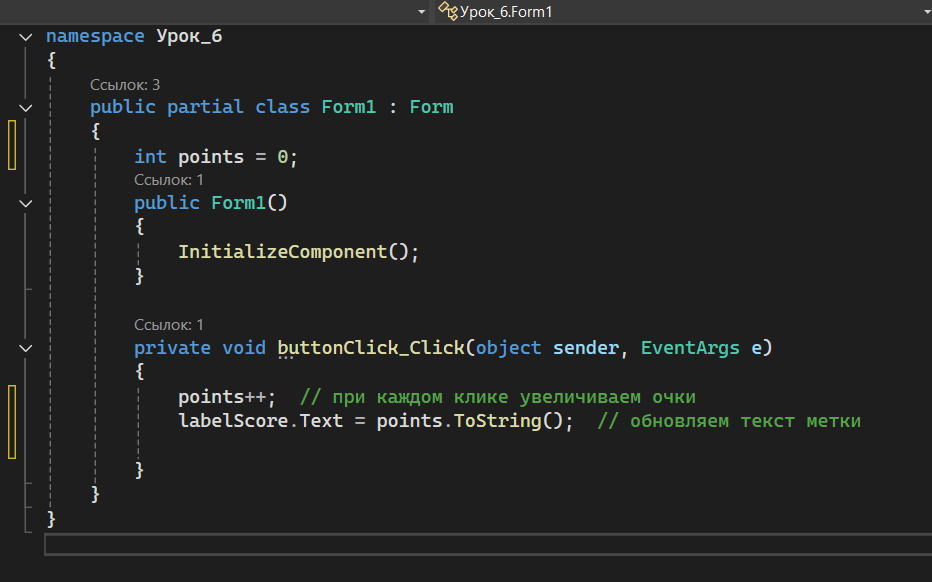 Урок_6.Form1
namespace Урок_6
{
Ссылок: 3
public partial class Form1 : Form
{
int points = 0;
Ссылок: 1
public Form1()
{
InitializeComponent();
}
Ссылок: 1
private void buttonClick_Click(object sender, EventArgs e)
{
points++; // при каждом клике увеличиваем очки
labelScore.Text = points.ToString(); // обновляем текст метки
}
}
}